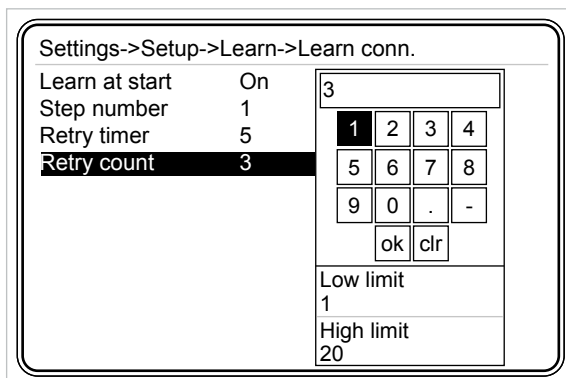 Settings->Setup->Learn->Learn conn.
Learn at start On
Step number 1
Retry timer 5
Retry count 3
3
1 2 3 4
5 6 7 8
9 0 . -
ok clr
Low limit
1
High limit
20